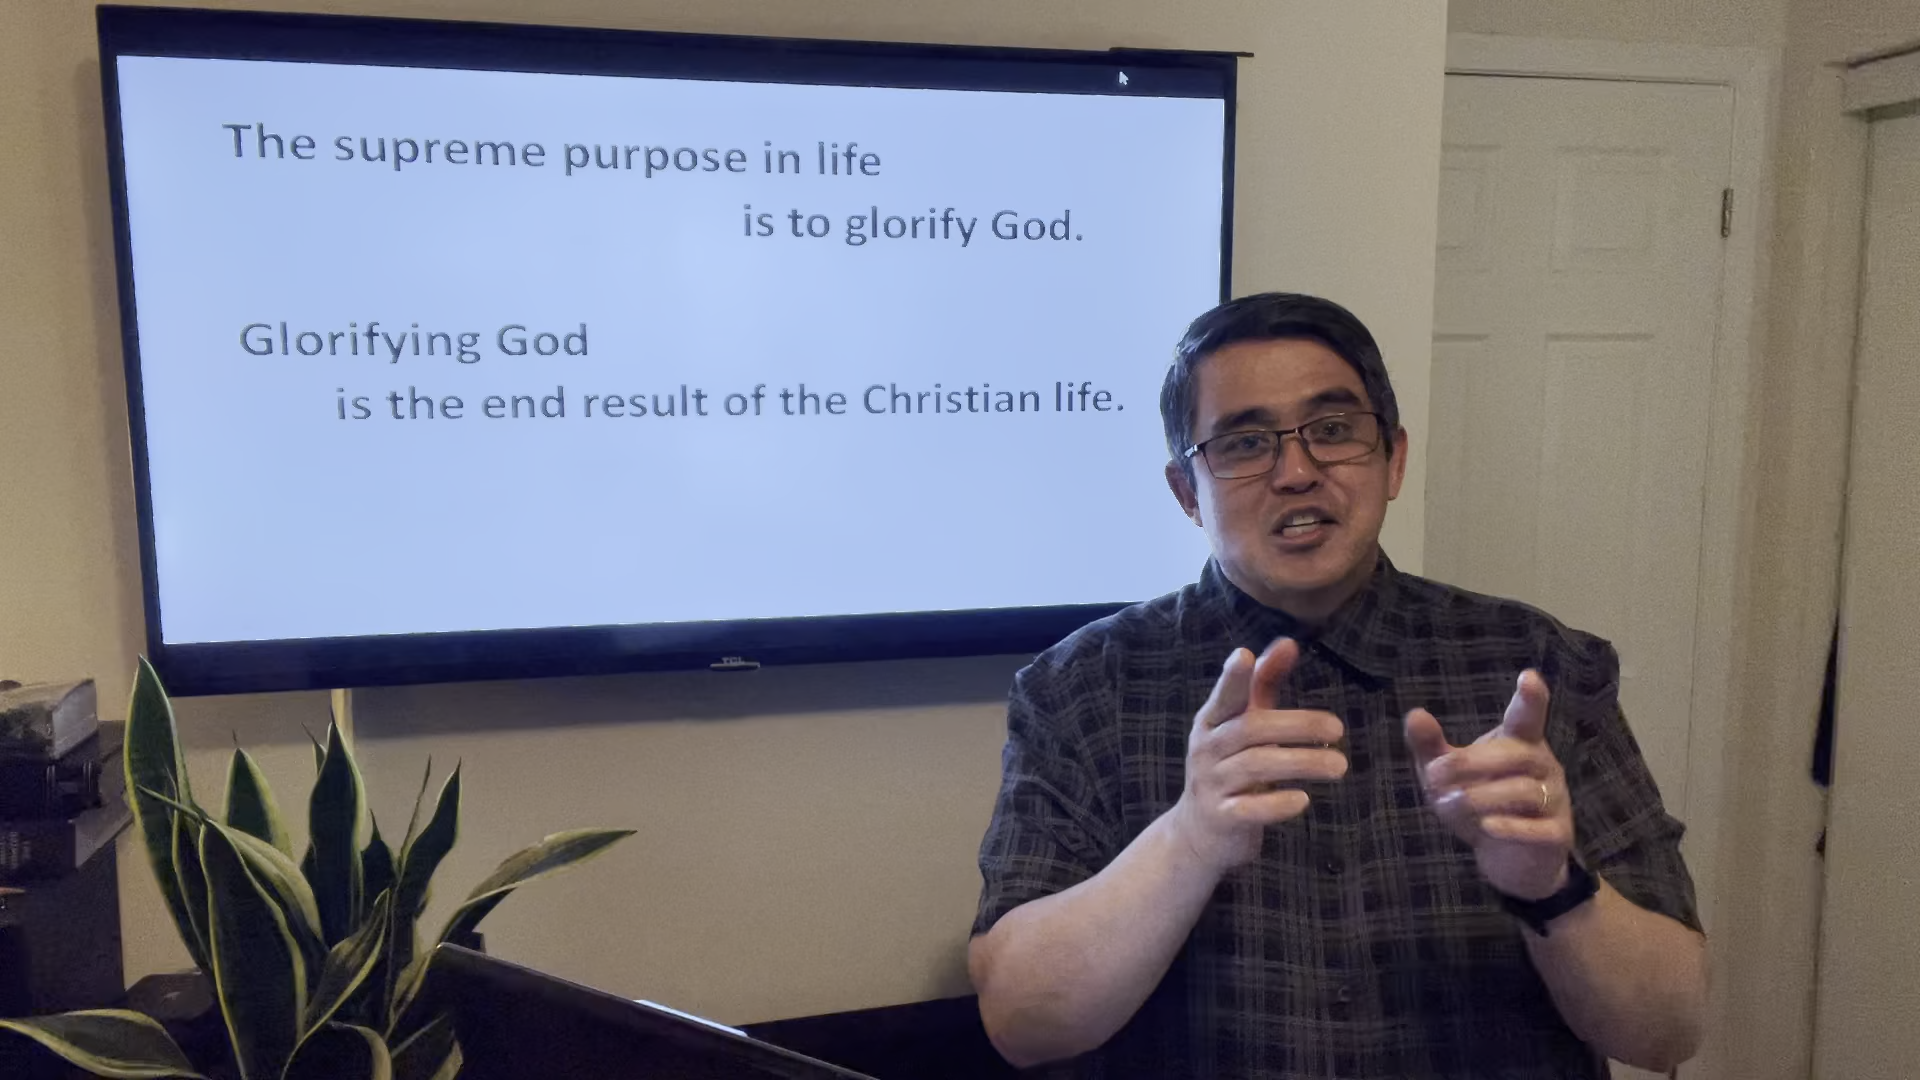 The supreme purpose in life
is to glorify God.
Glorifying God
is the end result of the Christian life.
TCL